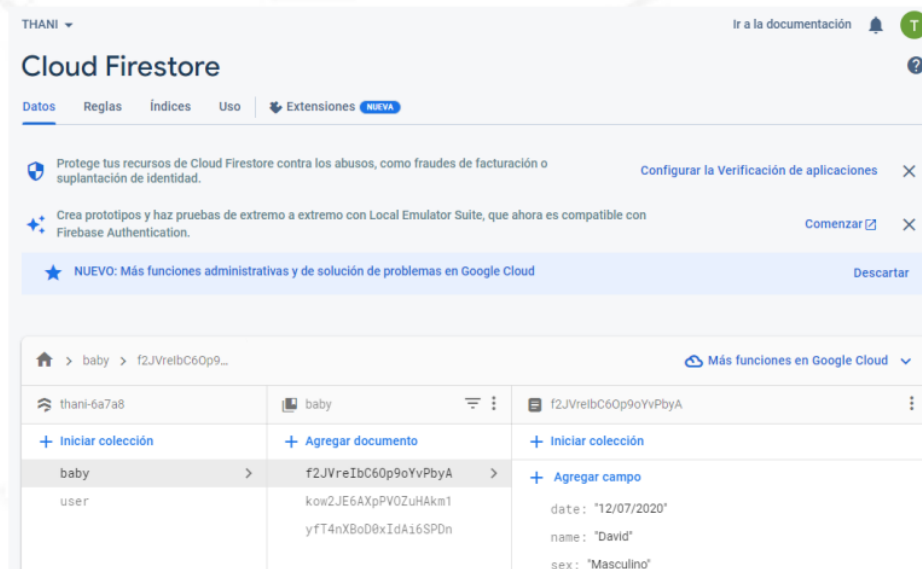 THANI
Ir a la documentación
T
Cloud Firestore
?
Datos Reglas Índices Uso Extensiones NUEVA
Protege tus recursos de Cloud Firestore contra los abusos, como fraudes de facturación o
suplantación de identidad.
Configurar la Verificación de aplicaciones
Crea prototipos y haz pruebas de extremo a extremo con Local Emulator Suite, que ahora es compatible con
Firebase Authentication.
Comenzar
NUEVO: Más funciones administrativas y de solución de problemas en Google Cloud
Descartar
> baby > f2JVreIbC6Op9...
Más funciones en Google Cloud
thani-6a7a8
baby
f2JVreIbC6Op9oYvPbyA
+ Iniciar colección
+ Agregar documento
+ Iniciar colección
baby
f2JVreIbC6Op9oYvPbyA
+ Agregar campo
user
kow2JE6AXpPVOZuHAkm1
date: "12/07/2020"
yfT4nXBoD0xIdAi6SPDn
name: "David"
sex: "Masculino"